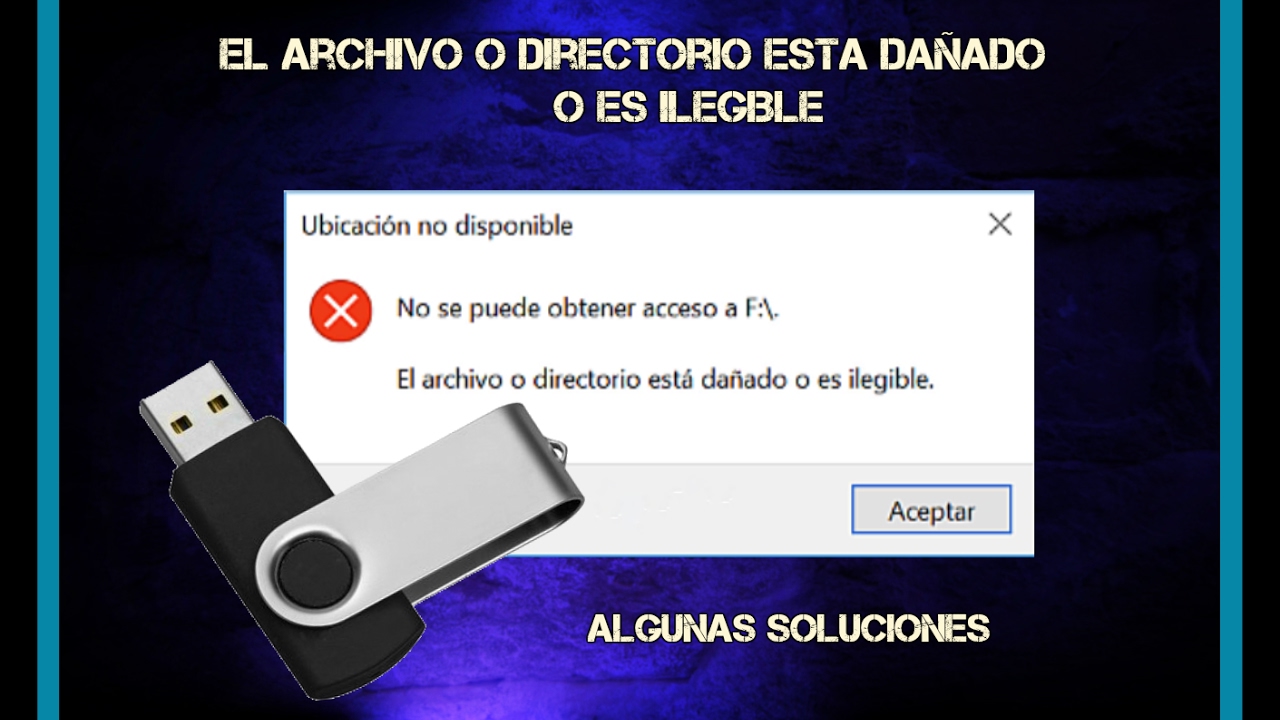 EL ARCHIVO O DIRECTORIO ESTA DAÑADO
O ES ILEGBLE
Ubicación no disponible
No se puede obtener acceso a F:\.
El archivo o directorio está dañado o es ilegible.
Aceptar
ALGUNAS SOLUCIONES